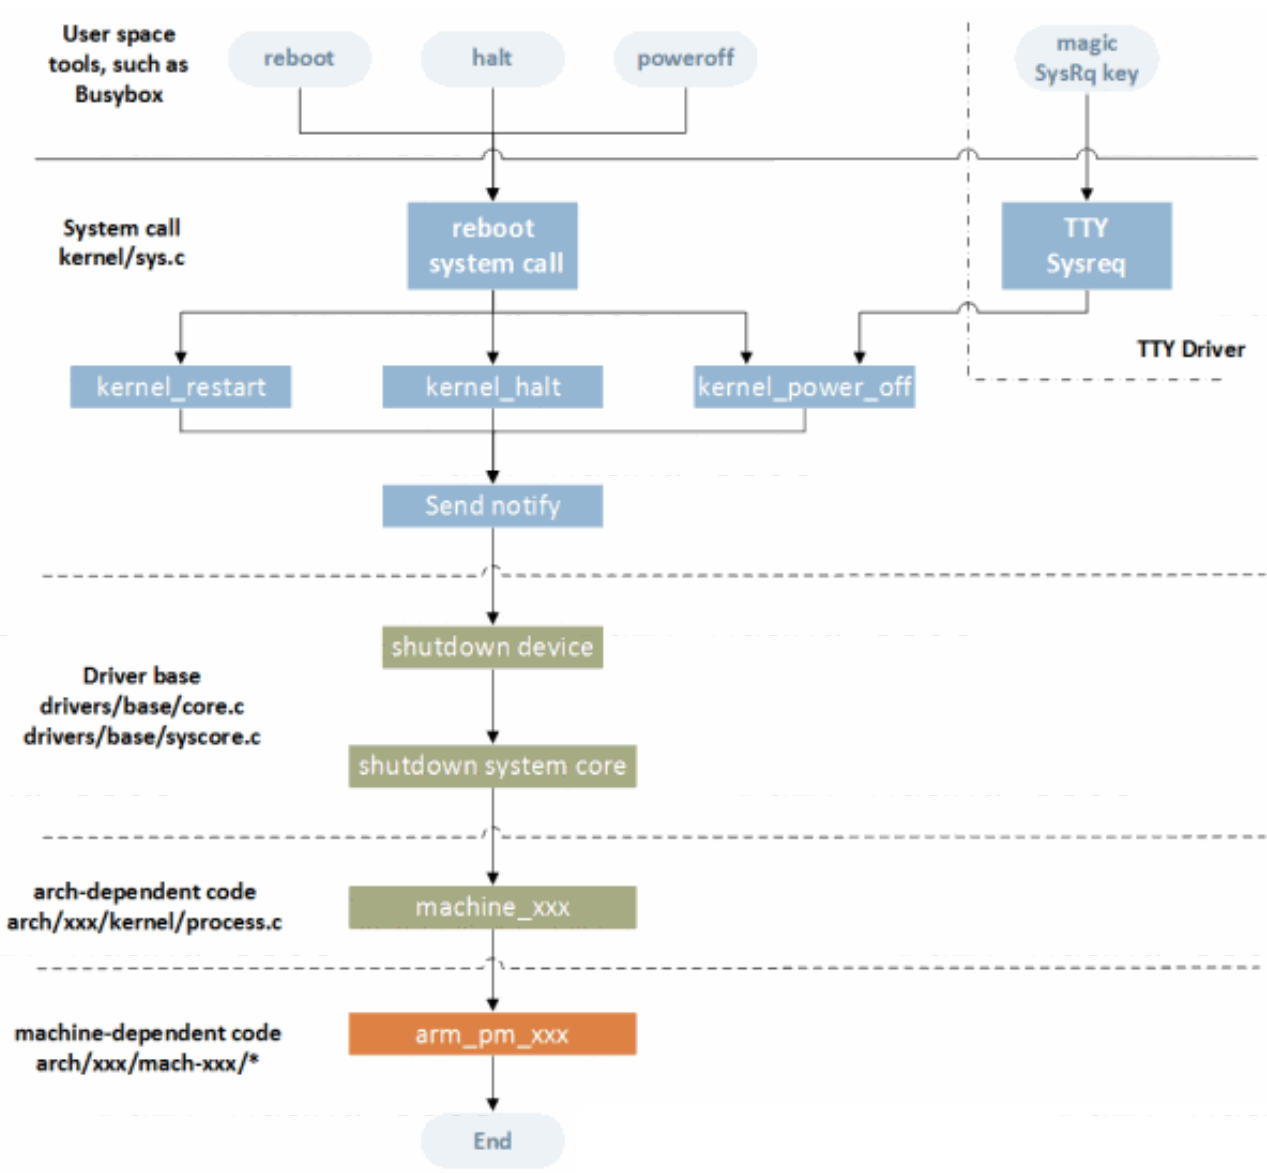 User space
tools, such as
Busybox
reboot
halt
poweroff
magic
SysRq key
System call
kernel/sys.c
reboot
system call
TTY
Sysreq
TTY Driver
kernel_restart
kernel_halt
kernel_power_off
Send notify
Driver base
drivers/base/core.c
drivers/base/syscore.c
shutdown device
shutdown system core
arch-dependent code
arch/xxx/kernel/process.c
machine_xxx
machine-dependent code
arch/xxx/mach-xxx/*
arm_pm_xxx
End